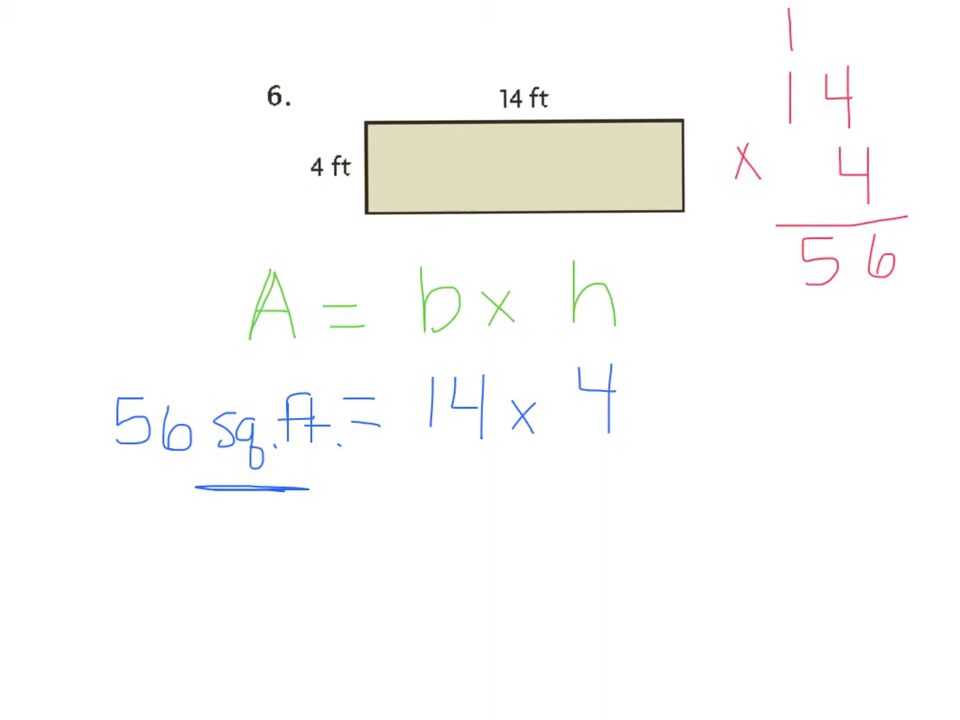 6.
14 ft
4 ft
1
14
x 4
56
A = b x h
56 sq. ft. = 14 x 4